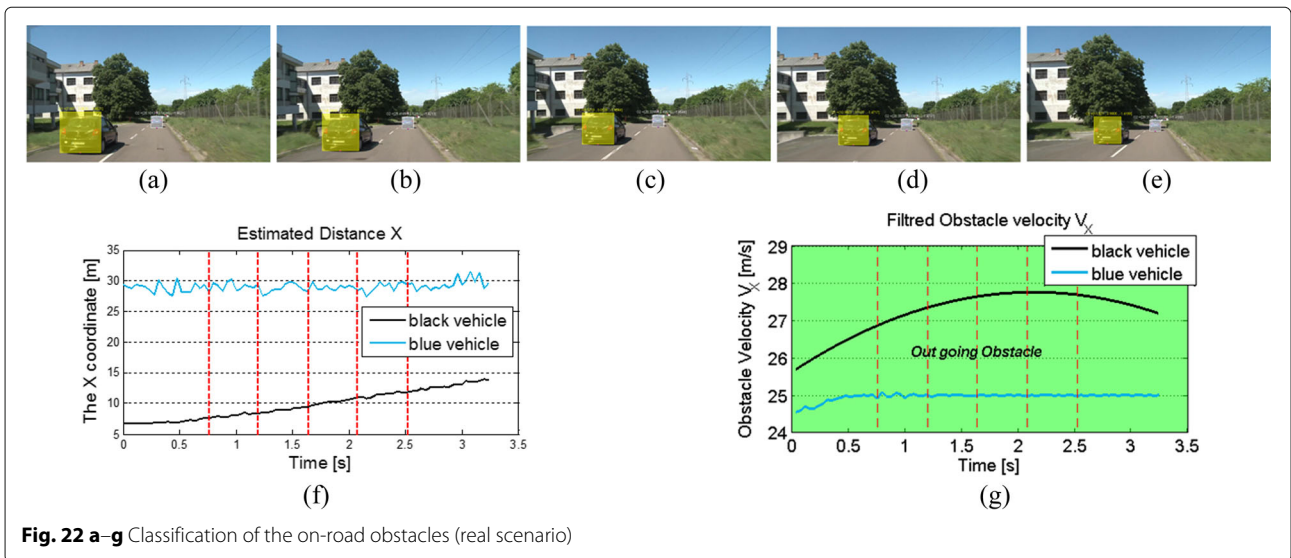 (a)
(b)
(c)
(d)
(e)
Estimated Distance X
The X coordinate [m]
35
30
25
20
15
10
5
black vehicle
blue vehicle
0
0.5
1
1.5
2
2.5
3
3.5
Time [s]
(f)
Filtred Obstacle velocity V_X
Obstacle Velocity V_X [m/s]
29
28
27
26
25
24
black vehicle
blue vehicle
Out going Obstacle
0
0.5
1
1.5
2
2.5
3
3.5
Time [s]
(g)
Fig. 22 a–g Classification of the on-road obstacles (real scenario)